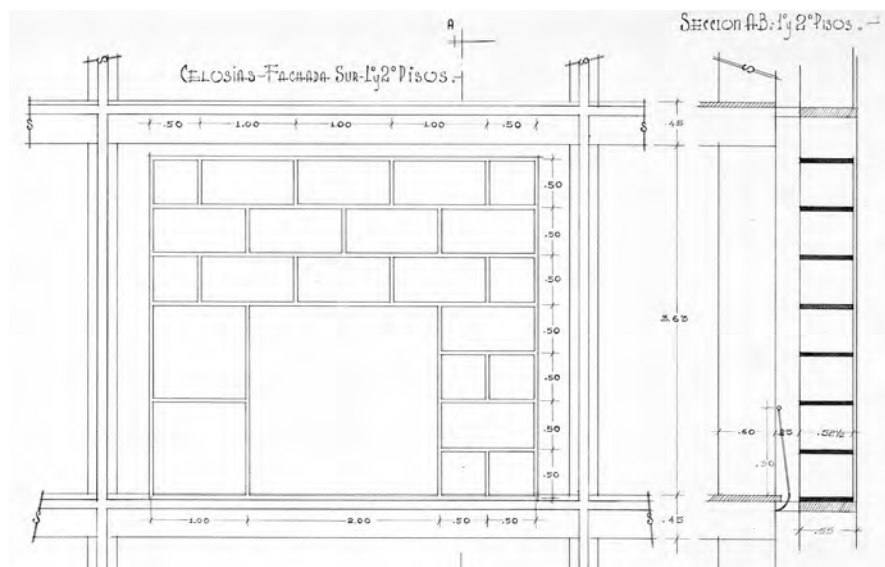 A
SECCION A-B: 1º y 2º PISOS.-
CELOSIAS-FACHADA SUR-1º y 2º PISOS.-
.50 1.00 1.00 1.00 .50
.45
.50
.50
.50
.50
.50
.50
.50
2.63
.60 .25 .52½
.90
1.00 2.00 .50 .50
.45
.55